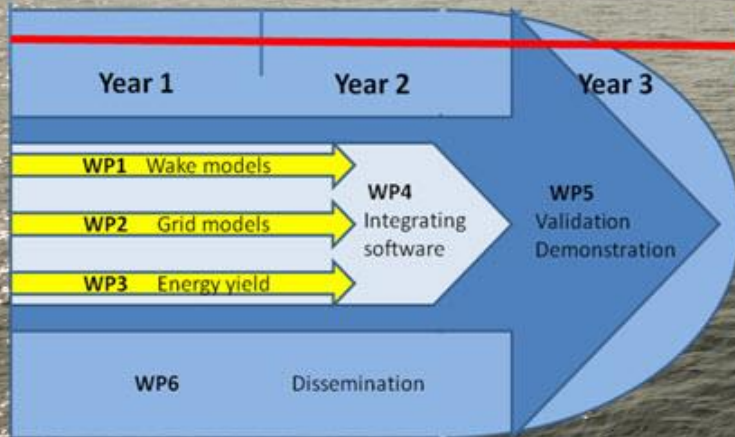 Year 1 Year 2 Year 3
WP1 Wake models
WP2 Grid models
WP3 Energy yield
WP4
Integrating
software
WP5
Validation
Demonstration
WP6 Dissemination